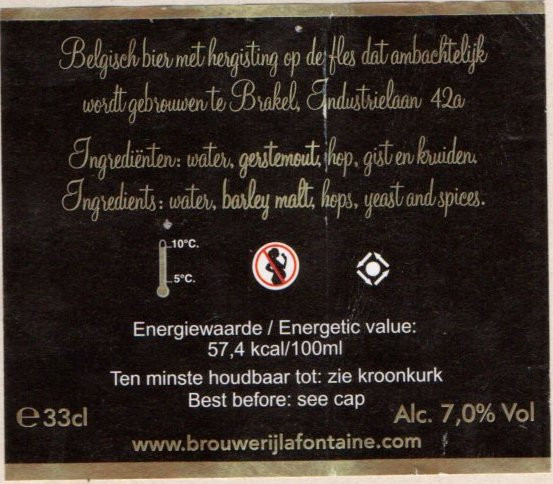 Belgisch bier met hergisting op de fles dat ambachtelijk
wordt gebrouwen te Brakel, Industrielaan 42a
Ingrediënten: water, gerstemout, hop, gist en kruiden.
Ingredients: water, barley malt, hops, yeast and spices.
10°C.
5°C.
Energiewaarde / Energetic value:
57,4 kcal/100ml
Ten minste houdbaar tot: zie kroonkurk
Best before: see cap
℮33cl
Alc. 7,0% Vol
www.brouwerijlafontaine.com